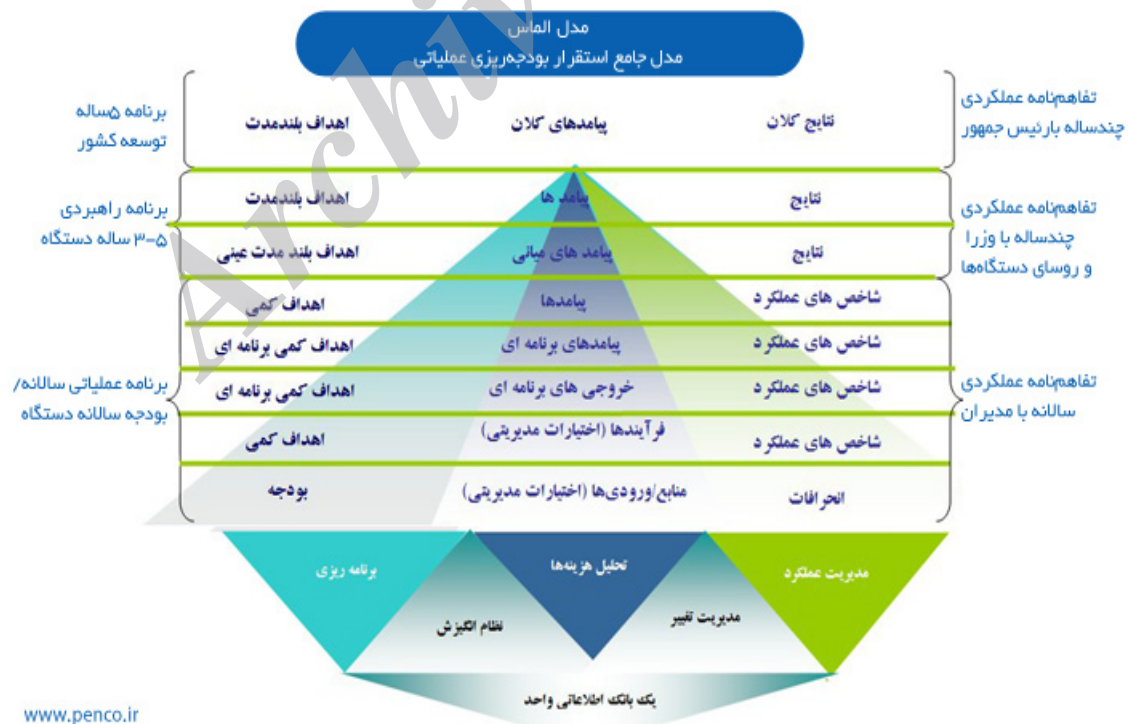 مدل الماس
مدل جامع استقرار بودجه‌ریزی عملیاتی
تفاهم‌نامه عملکردی
چندساله با رئیس جمهور
نتایج کلان
پیامدهای کلان
اهداف بلندمدت
برنامه ۵ساله
توسعه کشور
تفاهم‌نامه عملکردی
چندساله با وزرا
و روسای دستگاه‌ها
نتایج
پیامد ها
اهداف بلندمدت
نتایج
پیامد های میانی
اهداف بلند مدت عینی
برنامه راهبردی
۳-۵ ساله دستگاه
شاخص های عملکرد
پیامدها
اهداف کمی
شاخص های عملکرد
پیامدهای برنامه ای
اهداف کمی برنامه ای
تفاهم‌نامه عملکردی
سالانه با مدیران
شاخص های عملکرد
خروجی های برنامه ای
اهداف کمی برنامه ای
برنامه عملیاتی سالانه/
بودجه سالانه دستگاه
شاخص های عملکرد
فرآیندها (اختیارات مدیریتی)
اهداف کمی
انحرافات
منابع/ورودی‌ها (اختیارات مدیریتی)
بودجه
مدیریت عملکرد
تحلیل هزینه‌ها
برنامه ریزی
مدیریت تغییر
نظام انگیزش
یک بانک اطلاعاتی واحد
www.penco.ir
Archiv